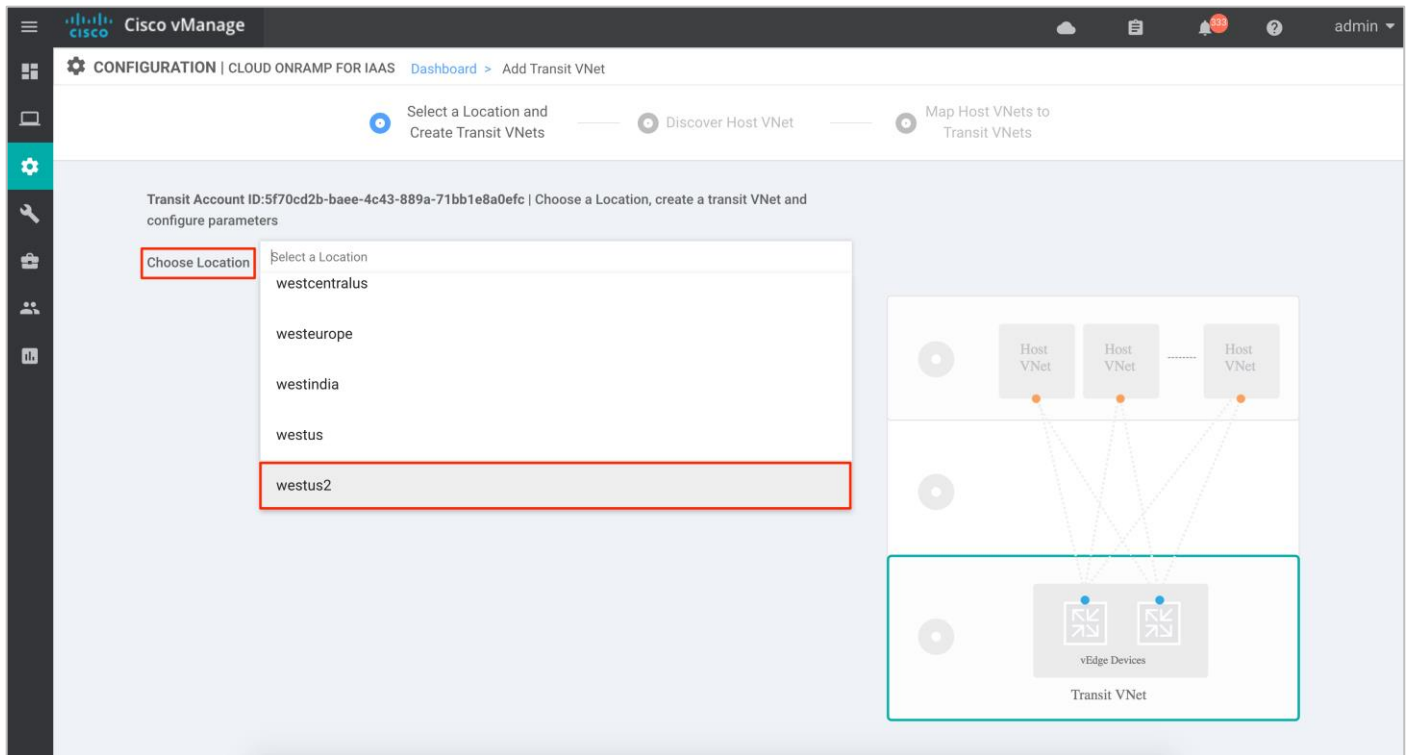 CISCO
Cisco vManage
333
admin
CONFIGURATION | CLOUD ONRAMP FOR IAAS Dashboard > Add Transit VNet
Select a Location and
Create Transit VNets
Discover Host VNet
Map Host VNets to
Transit VNets
Transit Account ID:5f70cd2b-baee-4c43-889a-71bb1e8a0efc | Choose a Location, create a transit VNet and
configure parameters
Choose Location
Select a Location
westcentralus
westeurope
westindia
westus
westus2
Host
VNet
Host
VNet
Host
VNet
vEdge Devices
Transit VNet